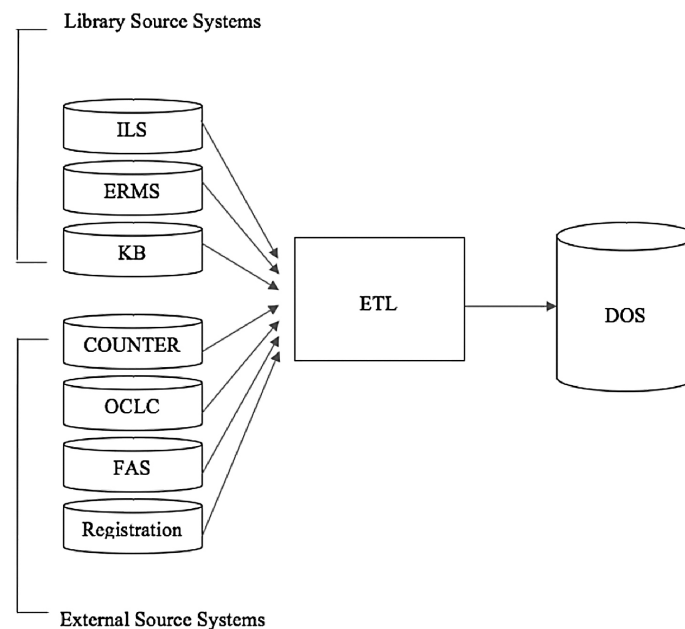 Library Source Systems
ILS
ERMS
KB
COUNTER
OCLC
FAS
Registration
External Source Systems
ETL
DOS